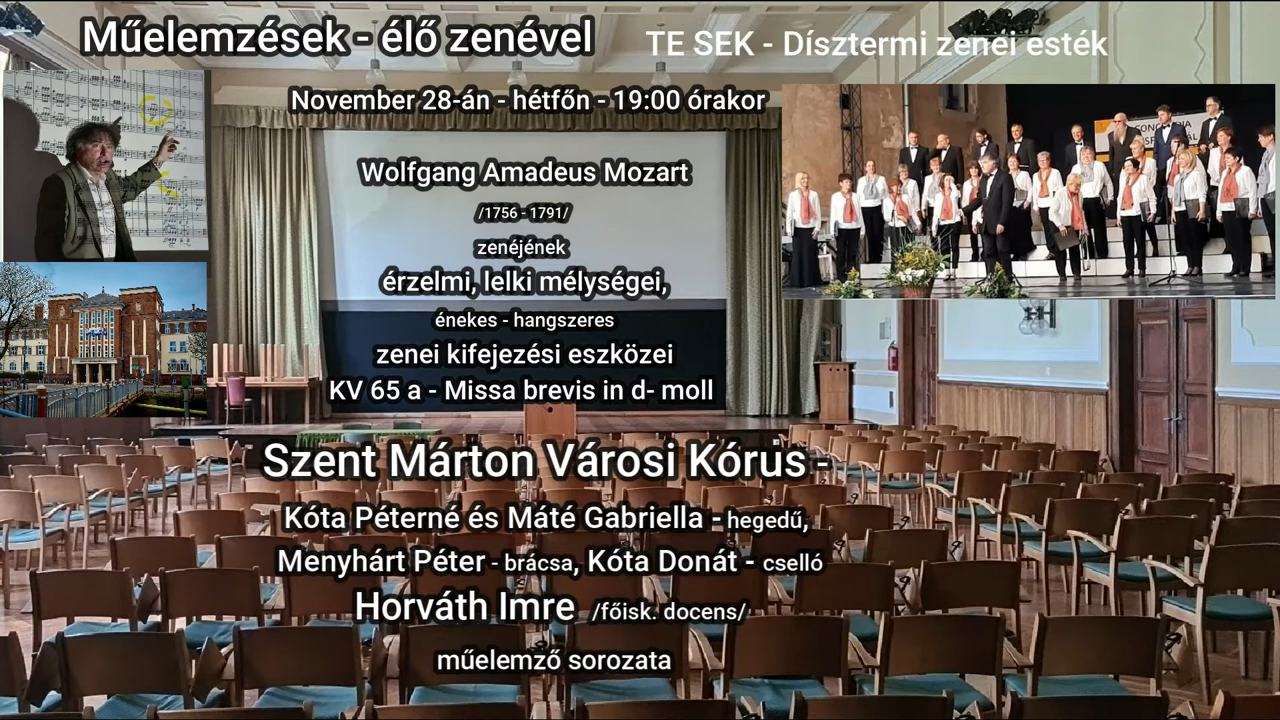 Műelemzések - élő zenével
TE SEK - Dísztermi zenei esték
November 28-án - hétfőn - 19:00 órakor
Wolfgang Amadeus Mozart
/1756 - 1791/
zenéjének
érzelmi, lelki mélységei,
énekes - hangszeres
zenei kifejezési eszközei
KV 65 a - Missa brevis in d- moll
Szent Márton Városi Kórus -
Kóta Péterné és Máté Gabriella - hegedű,
Menyhárt Péter - brácsa, Kóta Donát - cselló
Horváth Imre /főisk. docens/
műelemző sorozata